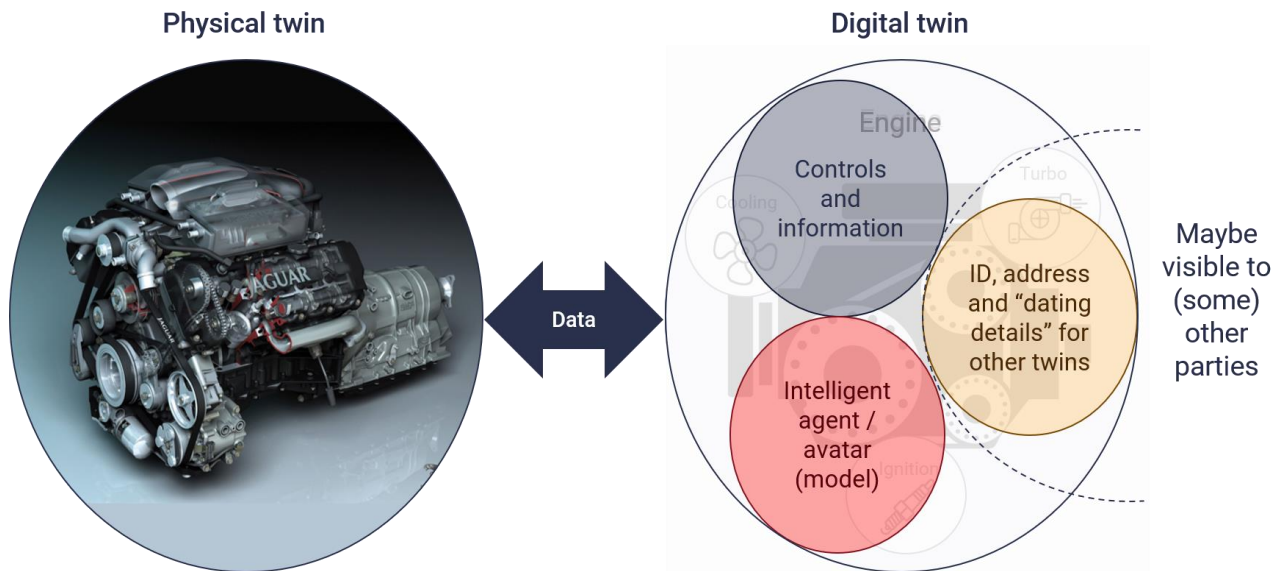 Physical twin
Digital twin
JAGUAR
JAGUAR
Data
Engine
Controls
and
information
Cooling
Turbo
ID, address
and “dating
details” for
other twins
Intelligent
agent /
avatar
(model)
Ignition
Maybe
visible to
(some)
other
parties